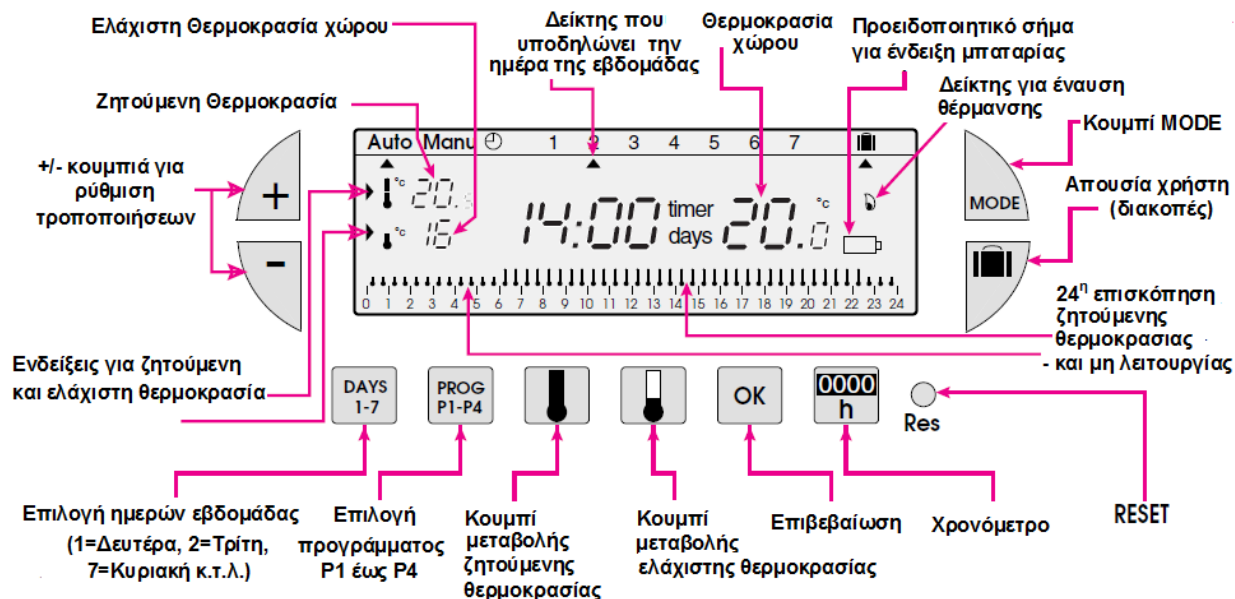 Ελάχιστη Θερμοκρασία χώρου
Δείκτης που
υποδηλώνει την
ημέρα της εβδομάδας
Θερμοκρασία
χώρου
Προειδοποιητικό σήμα
για ένδειξη μπαταρίας
Ζητούμενη Θερμοκρασία
Δείκτης για έναυση
θέρμανσης
Κουμπί MODE
+/- κουμπιά για
ρύθμιση
τροποποιήσεων
+
-
Auto Manu 1 2 3 4 5 6 7
°c 20.5
°c 16
14:00 timer
days
20.0 °c
0 1 2 3 4 5 6 7 8 9 10 11 12 13 14 15 16 17 18 19 20 21 22 23 24
MODE
Απουσία χρήστη
(διακοπές)
24η επισκόπηση
ζητούμενης
θερμοκρασιας
- και μη λειτουργίας
Ενδείξεις για ζητούμενη
και ελάχιστη θερμοκρασία
DAYS
1-7
PROG
P1-P4
OK
0000
h
Res
Επιλογή ημερών εβδομάδας
(1=Δευτέρα, 2=Τρίτη,
7=Κυριακή κ.τ.λ.)
Επιλογή
προγράμματος
P1 έως P4
Κουμπί
μεταβολής
ζητούμενης
θερμοκρασίας
Κουμπί
μεταβολής
ελάχιστης θερμοκρασίας
Επιβεβαίωση
Χρονόμετρο
RESET